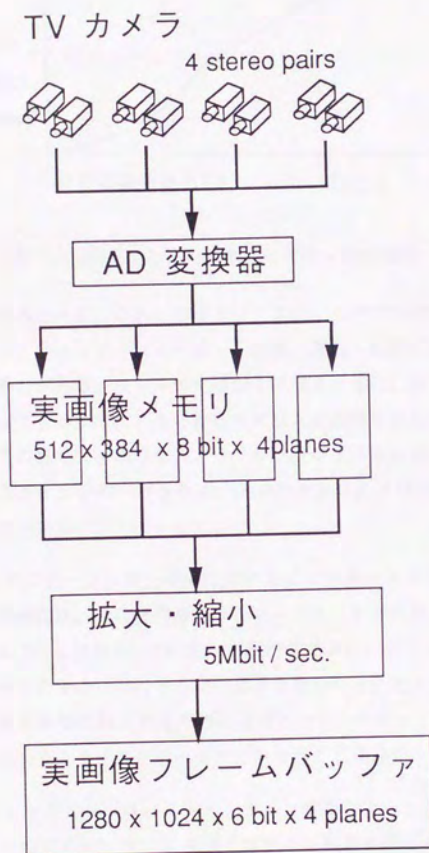 TV カメラ
4 stereo pairs
AD 変換器
実画像メモリ
512 x 384 x 8 bit x 4planes
拡大・縮小
5Mbit / sec.
実画像フレームバッファ
1280 x 1024 x 6 bit x 4 planes